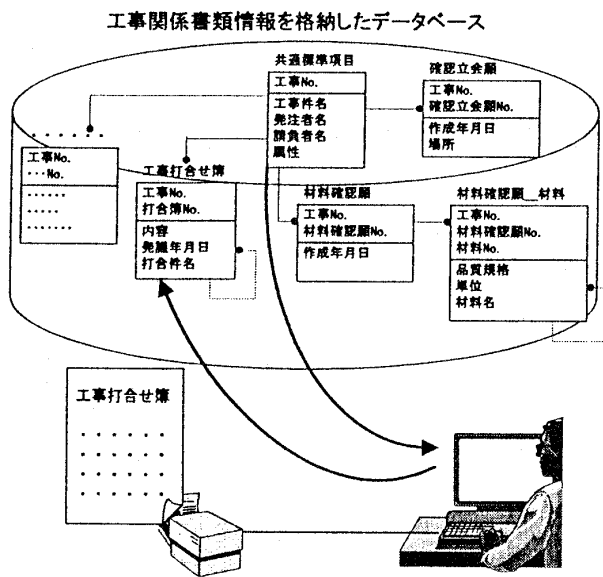 工事関係書類情報を格納したデータベース
共通標準項目
工事No.
工事件名
発注者名
請負者名
属性
確認立会願
工事No.
確認立会願No.
作成年月日
場所
・・・・・・
工事No.
・・・No.
・・・・・・
・・・・・
・・・・・・・
工事打合せ簿
工事No.
打合簿No.
内容
発議年月日
打合件名
材料確認願
工事No.
材料確認願No.
作成年月日
材料確認願__材料
工事No.
材料確認願No.
材料No.
品質規格
単位
材料名
工事打合せ簿
・・・・・・
・・・・・・
・・・・・・
・・・・・・